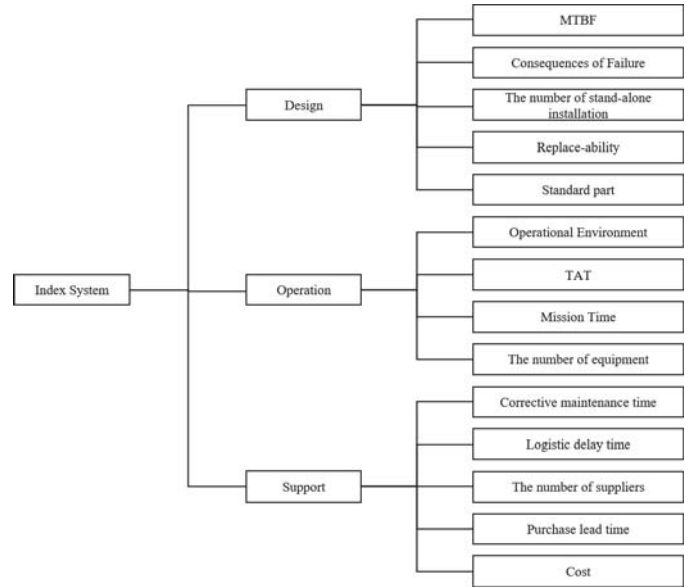 MTBF
Consequences of Failure
Design
The number of stand-alone
installation
Replace-ability
Standard part
Operational Environment
Index System
Operation
TAT
Mission Time
The number of equipment
Corrective maintenance time
Logistic delay time
Support
The number of suppliers
Purchase lead time
Cost